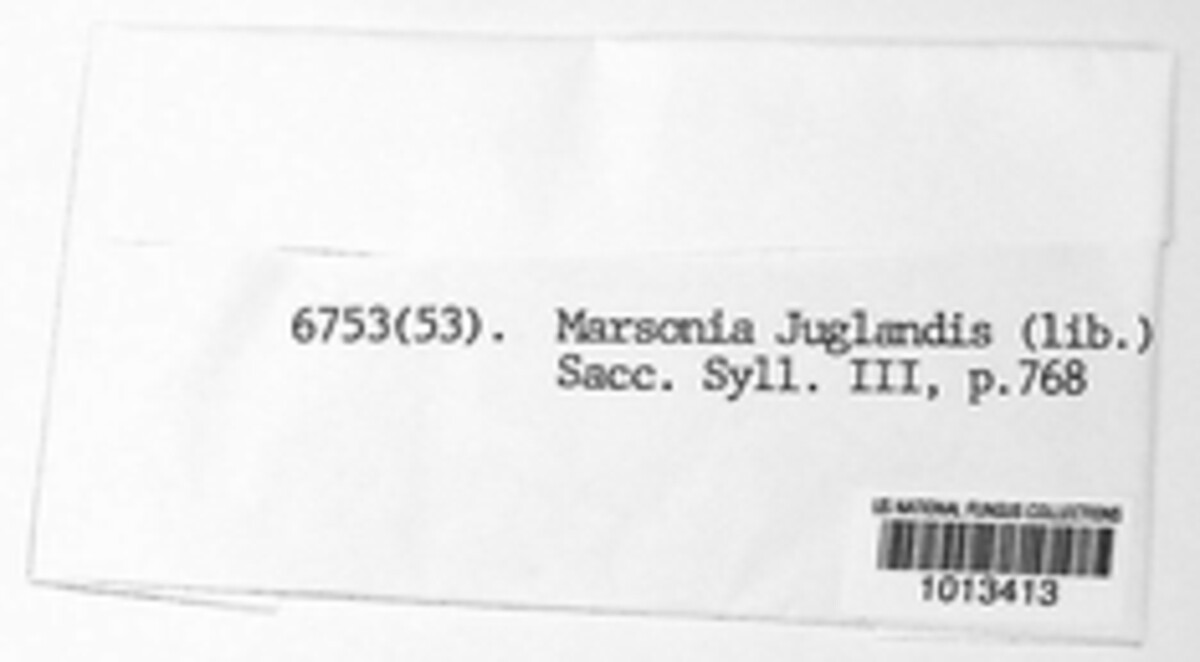 6753(53). Marsonia Juglandis (lib.)
Sacc. Syll. III, p.768
US NATIONAL FUNGUS COLLECTIONS
1013413